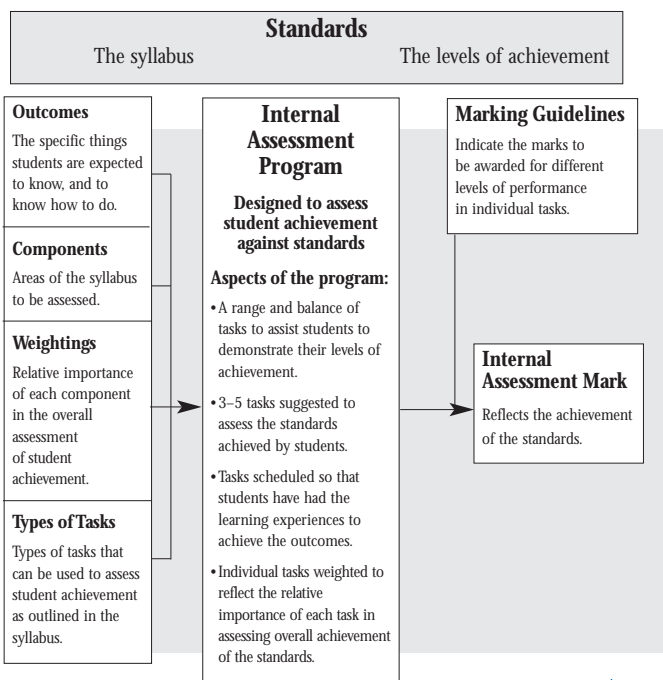 Standards
The syllabus
The levels of achievement
Outcomes
The specific things
students are expected
to know, and to
know how to do.
Components
Areas of the syllabus
to be assessed.
Weightings
Relative importance
of each component
in the overall
assessment
of student
achievement.
Types of Tasks
Types of tasks that
can be used to assess
student achievement
as outlined in the
syllabus.
Internal
Assessment
Program
Designed to assess
student achievement
against standards
Aspects of the program:
• A range and balance of
tasks to assist students to
demonstrate their levels of
achievement.
• 3–5 tasks suggested to
assess the standards
achieved by students.
• Tasks scheduled so that
students have had the
learning experiences to
achieve the outcomes.
• Individual tasks weighted to
reflect the relative
importance of each task in
assessing overall achievement
of the standards.
Marking Guidelines
Indicate the marks to
be awarded for different
levels of performance
in individual tasks.
Internal
Assessment Mark
Reflects the achievement
of the standards.